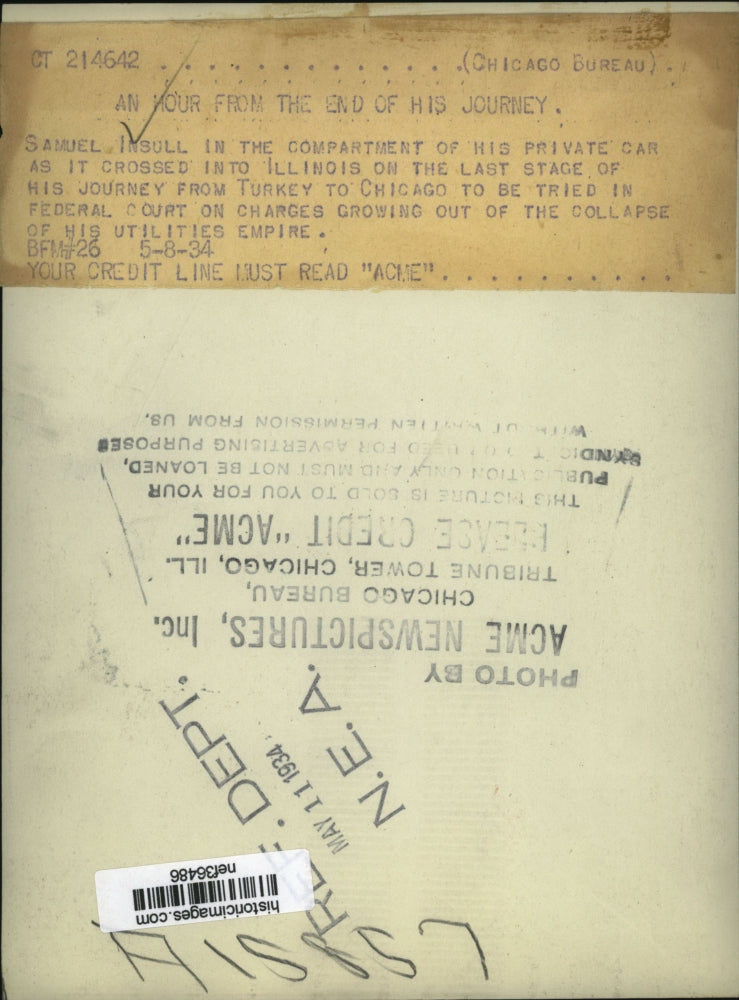 CT 214642 . . . . . . . . . . . . . .(CHICAGO BUREAU) .
AN HOUR FROM THE END OF HIS JOURNEY.
SAMUEL INSULL IN THE COMPARTMENT OF HIS PRIVATE CAR
AS IT CROSSED INTO ILLINOIS ON THE LAST STAGE OF
HIS JOURNEY FROM TURKEY TO CHICAGO TO BE TRIED IN
FEDERAL COURT ON CHARGES GROWING OUT OF THE COLLAPSE
OF HIS UTILITIES EMPIRE.
BFM#26 5-8-34
YOUR CREDIT LINE MUST READ "ACME". . . . . . . . . . .
PHOTO BY
ACME NEWSPICTURES, Inc.
CHICAGO BUREAU,
TRIBUNE TOWER, CHICAGO, ILL.
PLEASE CREDIT "ACME"
THIS PICTURE IS SOLD TO YOU FOR YOUR
PUBLICATION ONLY AND MUST NOT BE LOANED,
SYNDICATED OR USED FOR ADVERTISING PURPOSES
WITHOUT WRITTEN PERMISSION FROM US.
REF. DEPT.
MAY 11 1934
N.E.A.
historicimages.com
nef36486